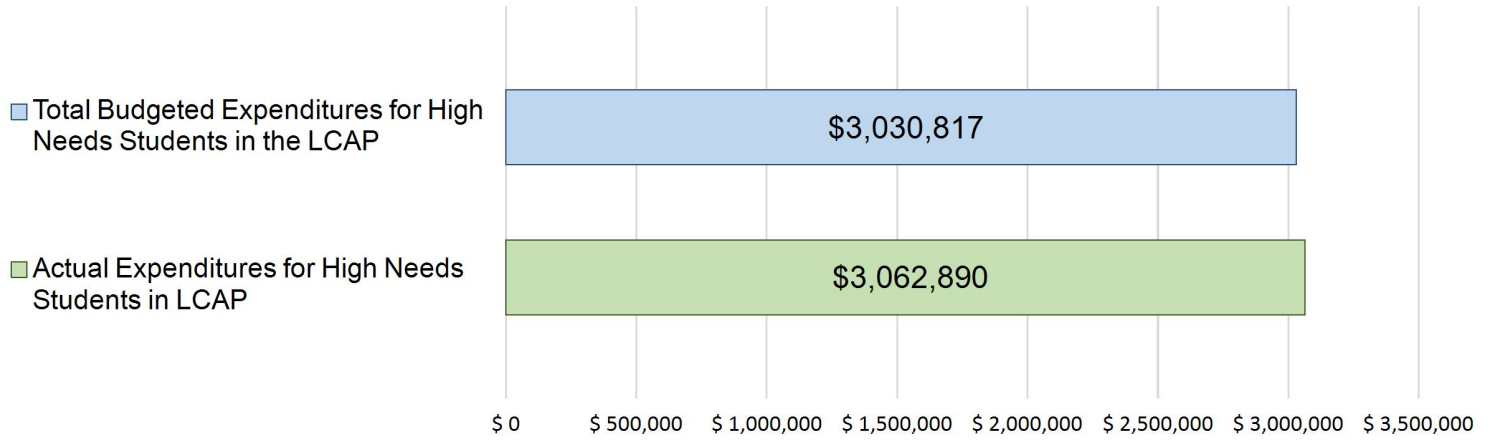 Total Budgeted Expenditures for High
Needs Students in the LCAP
$3,030,817
Actual Expenditures for High Needs
Students in LCAP
$3,062,890
$ 0 $ 500,000 $ 1,000,000 $ 1,500,000 $ 2,000,000 $ 2,500,000 $ 3,000,000 $ 3,500,000